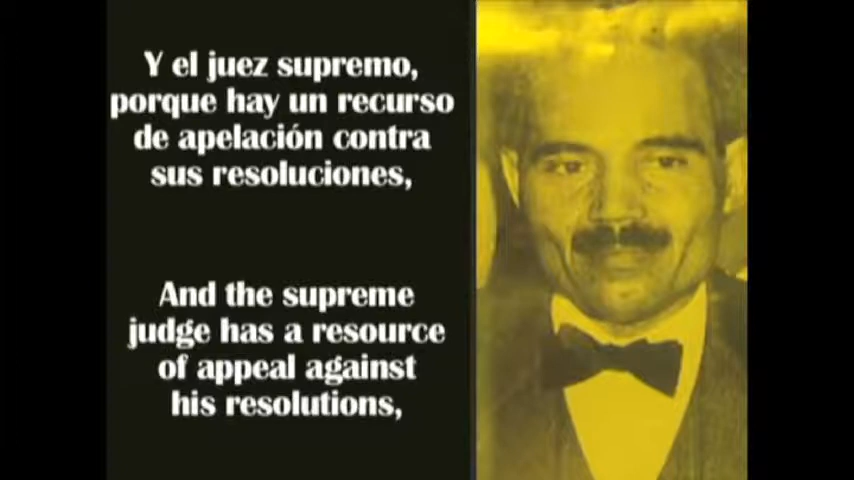 Y el juez supremo,
porque hay un recurso
de apelación contra
sus resoluciones,
And the supreme
judge has a resource
of appeal against
his resolutions,